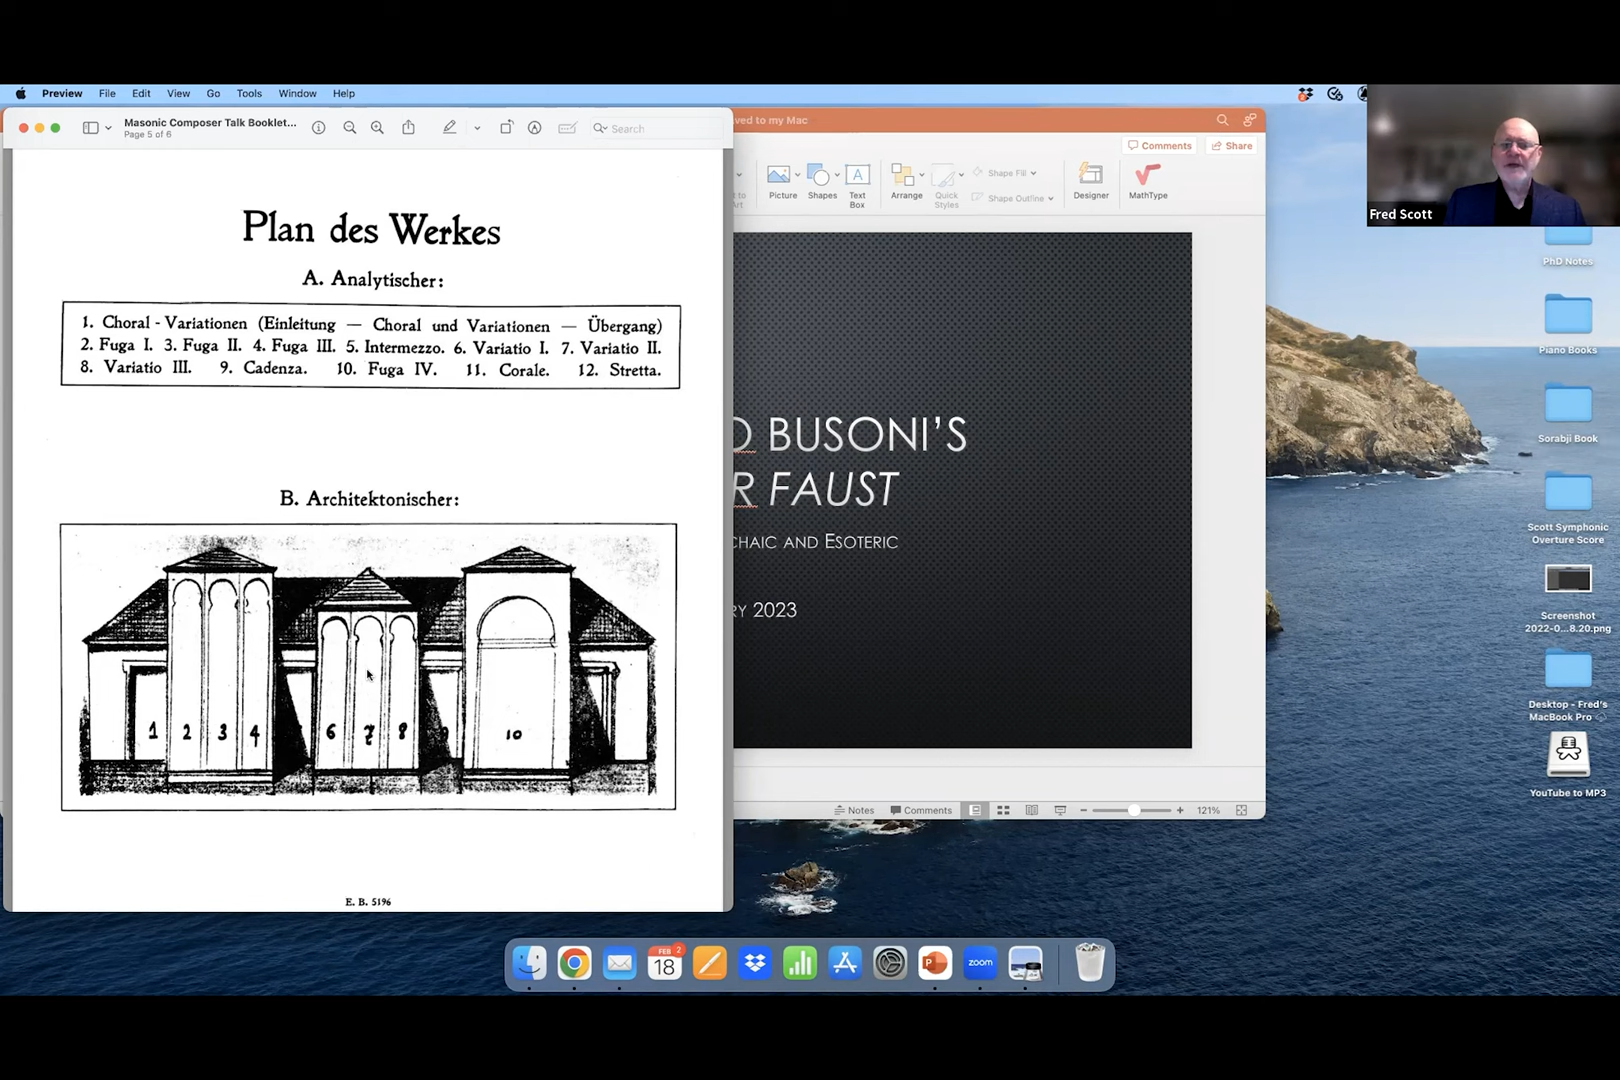 Preview File Edit View Go Tools Window Help
Masonic Composer Talk Booklet...
Page 5 of 6
Search
Plan des Werkes
A. Analytischer:
1. Choral - Variationen (Einleitung — Choral und Variationen — Übergang)
2. Fuga I. 3. Fuga II. 4. Fuga III. 5. Intermezzo. 6. Variatio I. 7. Variatio II.
8. Variatio III. 9. Cadenza. 10. Fuga IV. 11. Corale. 12. Stretta.
B. Architektonischer:
1 2 3 4 6 7 8 9 10
E. B. 5196
ved to my Mac
Comments Share
Picture
Shapes
Text
Box
A
Arrange
Quick
Styles
Shape Fill
Shape Outline
Designer
MathType
to
Art
O BUSONI'S
R FAUST
CHAIC AND ESOTERIC
RY 2023
Notes Comments 121%
Fred Scott
PhD Notes
Piano Books
Sorabji Book
Scott Symphonic
Overture Score
Screenshot
2022-0...8.20.png
Desktop - Fred's
MacBook Pro
YouTube to MP3
FEB
2
18
P
zoom